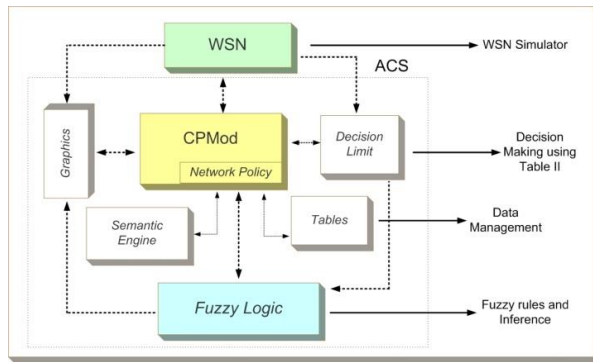 WSN
WSN Simulator
ACS
Graphics
CPMod
Network Policy
Decision
Limit
Decision
Making using
Table II
Semantic
Engine
Tables
Data
Management
Fuzzy Logic
Fuzzy rules and
Inference